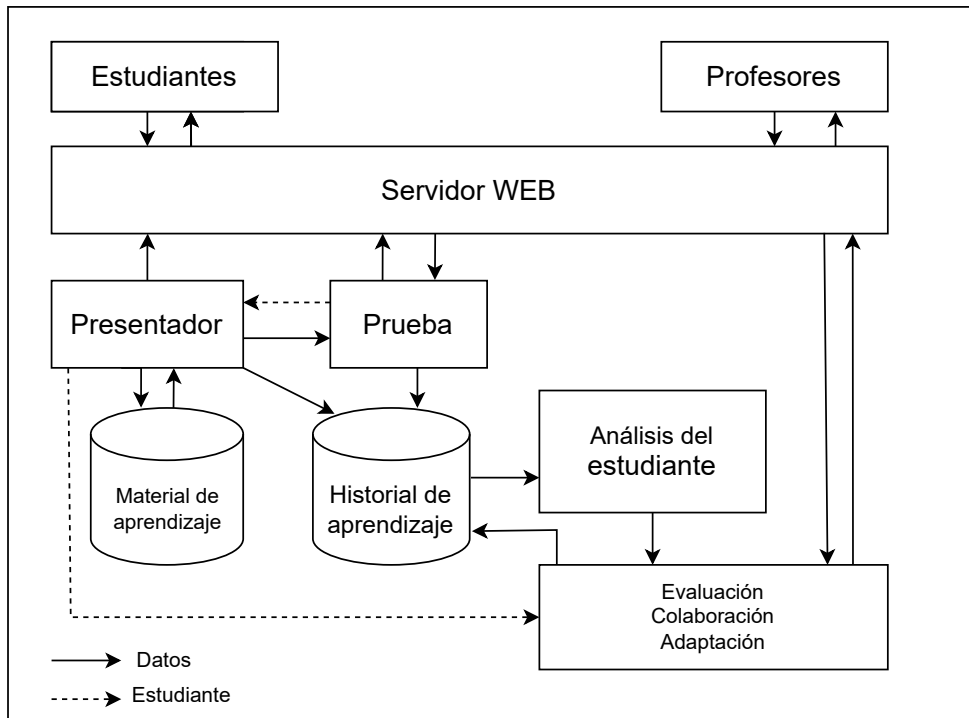 Estudiantes
Profesores
Servidor WEB
Presentador
Prueba
Material de
aprendizaje
Historial de
aprendizaje
Análisis del
estudiante
Evaluación
Colaboración
Adaptación
Datos
Estudiante